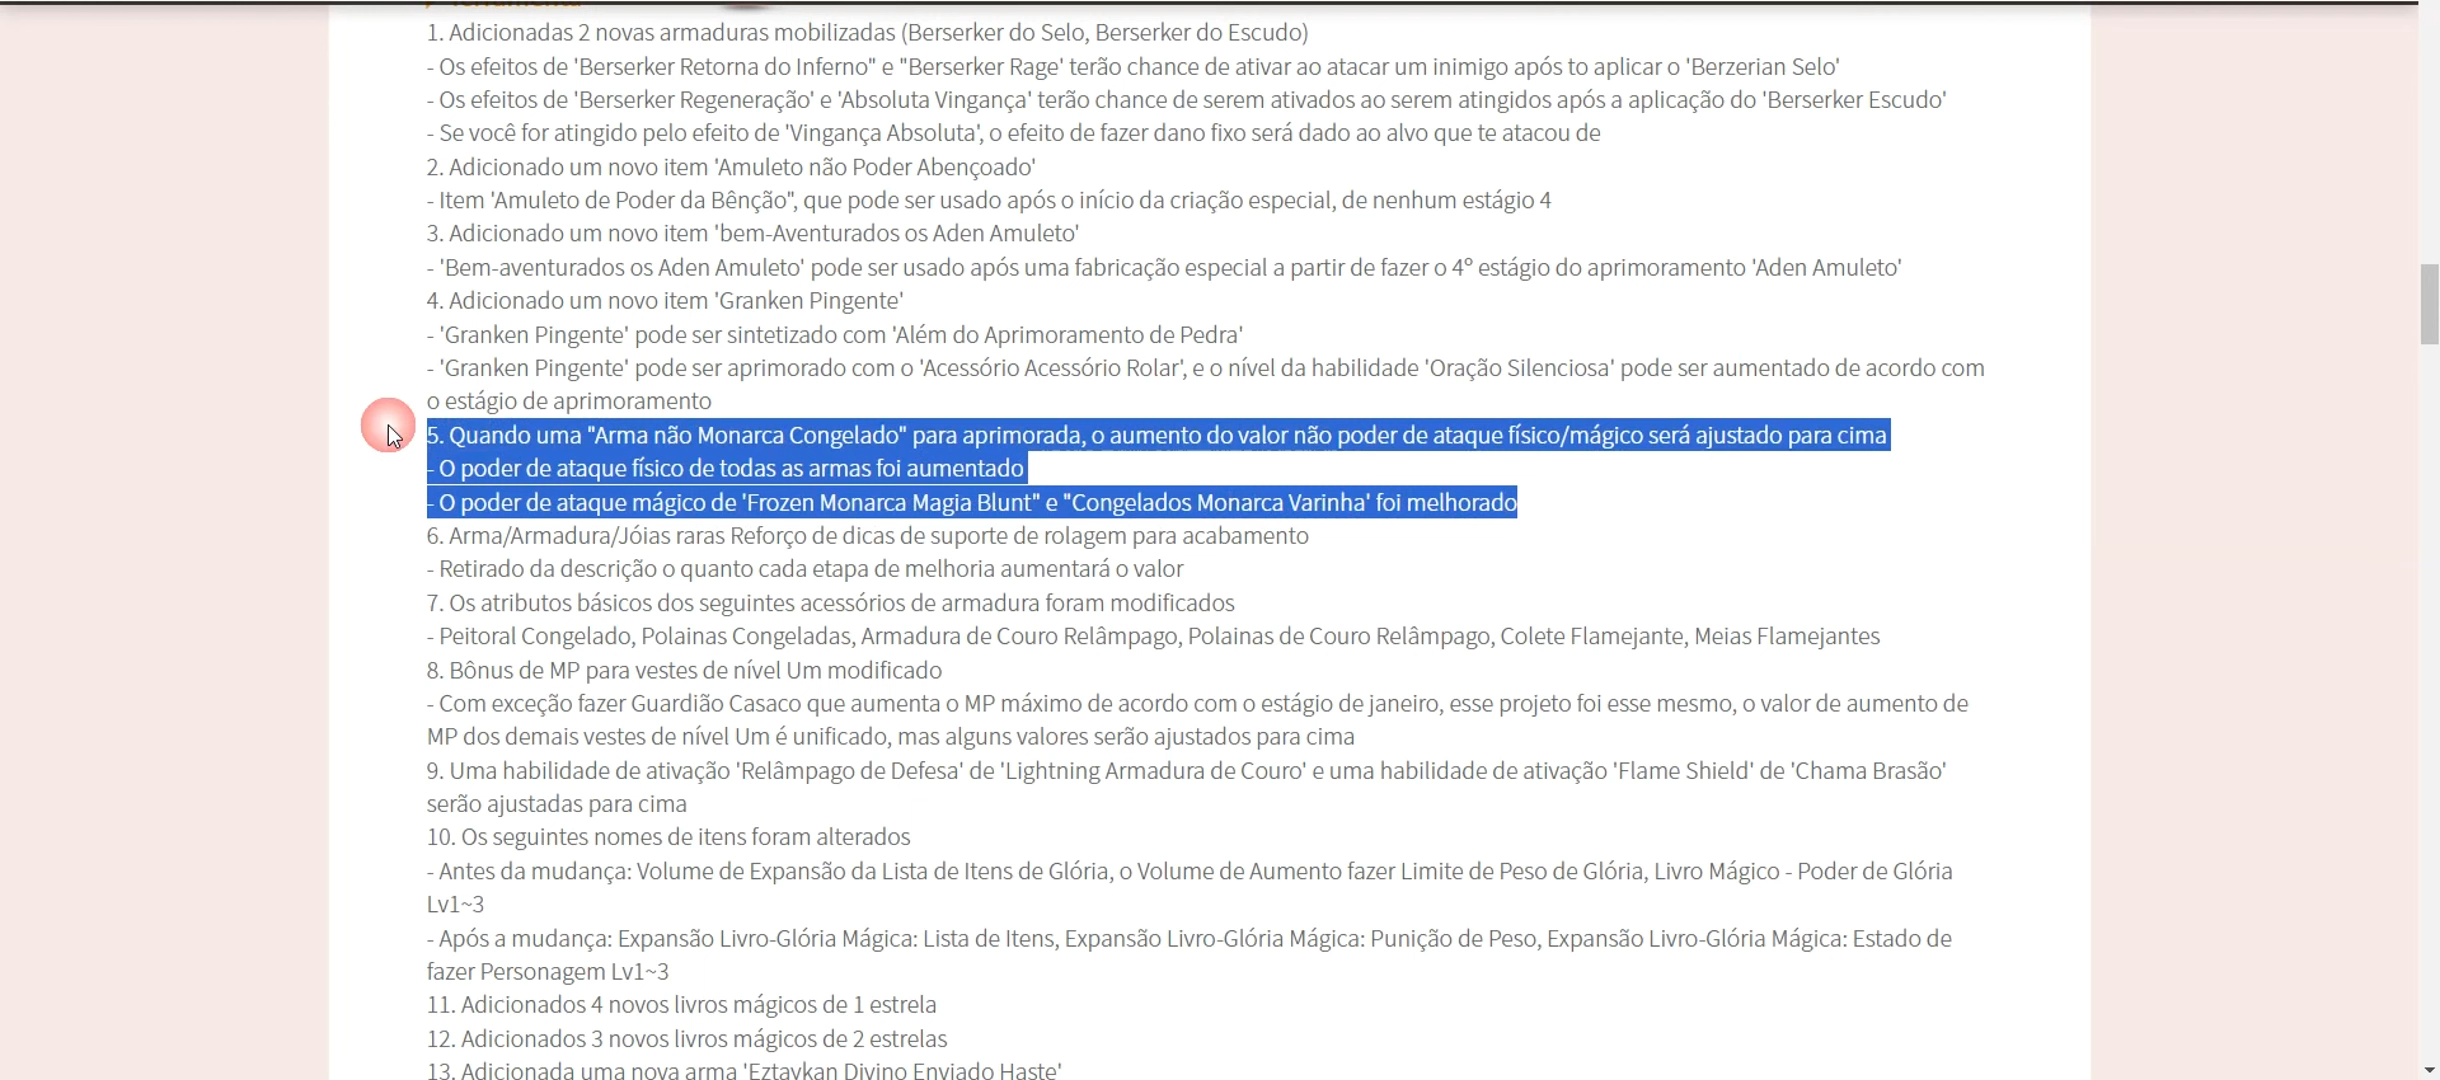 1. Adicionadas 2 novas armaduras mobilizadas (Berserker do Selo, Berserker do Escudo)
- Os efeitos de 'Berserker Retorna do Inferno" e "Berserker Rage' terão chance de ativar ao atacar um inimigo após to aplicar o 'Berzerian Selo'
- Os efeitos de 'Berserker Regeneração' e 'Absoluta Vingança' terão chance de serem ativados ao serem atingidos após a aplicação do 'Berserker Escudo'
- Se você for atingido pelo efeito de 'Vingança Absoluta', o efeito de fazer dano fixo será dado ao alvo que te atacou de
2. Adicionado um novo item 'Amuleto não Poder Abençoado'
- Item 'Amuleto de Poder da Bênção", que pode ser usado após o início da criação especial, de nenhum estágio 4
3. Adicionado um novo item 'bem-Aventurados os Aden Amuleto'
- 'Bem-aventurados os Aden Amuleto' pode ser usado após uma fabricação especial a partir de fazer o 4º estágio do aprimoramento 'Aden Amuleto'
4. Adicionado um novo item 'Granken Pingente'
- 'Granken Pingente' pode ser sintetizado com 'Além do Aprimoramento de Pedra'
- 'Granken Pingente' pode ser aprimorado com o 'Acessório Acessório Rolar', e o nível da habilidade 'Oração Silenciosa' pode ser aumentado de acordo com
o estágio de aprimoramento
5. Quando uma "Arma não Monarca Congelado" para aprimorada, o aumento do valor não poder de ataque físico/mágico será ajustado para cima
- O poder de ataque físico de todas as armas foi aumentado
- O poder de ataque mágico de 'Frozen Monarca Magia Blunt" e "Congelados Monarca Varinha' foi melhorado
6. Arma/Armadura/Jóias raras Reforço de dicas de suporte de rolagem para acabamento
- Retirado da descrição o quanto cada etapa de melhoria aumentará o valor
7. Os atributos básicos dos seguintes acessórios de armadura foram modificados
- Peitoral Congelado, Polainas Congeladas, Armadura de Couro Relâmpago, Polainas de Couro Relâmpago, Colete Flamejante, Meias Flamejantes
8. Bônus de MP para vestes de nível Um modificado
- Com exceção fazer Guardião Casaco que aumenta o MP máximo de acordo com o estágio de janeiro, esse projeto foi esse mesmo, o valor de aumento de
MP dos demais vestes de nível Um é unificado, mas alguns valores serão ajustados para cima
9. Uma habilidade de ativação 'Relâmpago de Defesa' de 'Lightning Armadura de Couro' e uma habilidade de ativação 'Flame Shield' de 'Chama Brasão'
serão ajustadas para cima
10. Os seguintes nomes de itens foram alterados
- Antes da mudança: Volume de Expansão da Lista de Itens de Glória, o Volume de Aumento fazer Limite de Peso de Glória, Livro Mágico - Poder de Glória
Lv1~3
- Após a mudança: Expansão Livro-Glória Mágica: Lista de Itens, Expansão Livro-Glória Mágica: Punição de Peso, Expansão Livro-Glória Mágica: Estado de
fazer Personagem Lv1~3
11. Adicionados 4 novos livros mágicos de 1 estrela
12. Adicionados 3 novos livros mágicos de 2 estrelas
13. Adicionada uma nova arma 'Eztavkan Divino Enviado Haste'